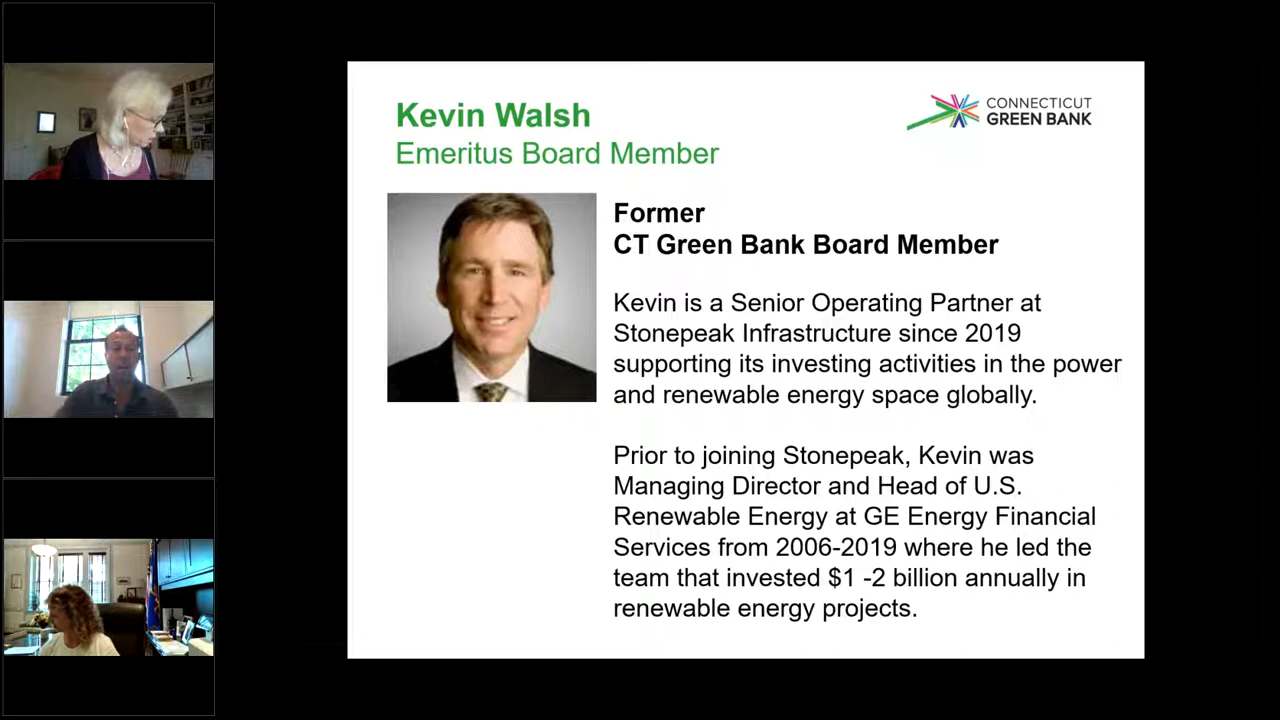 Kevin Walsh
Emeritus Board Member
CONNECTICUT
GREEN BANK
Former
CT Green Bank Board Member
Kevin is a Senior Operating Partner at
Stonepeak Infrastructure since 2019
supporting its investing activities in the power
and renewable energy space globally.
Prior to joining Stonepeak, Kevin was
Managing Director and Head of U.S.
Renewable Energy at GE Energy Financial
Services from 2006-2019 where he led the
team that invested $1 -2 billion annually in
renewable energy projects.